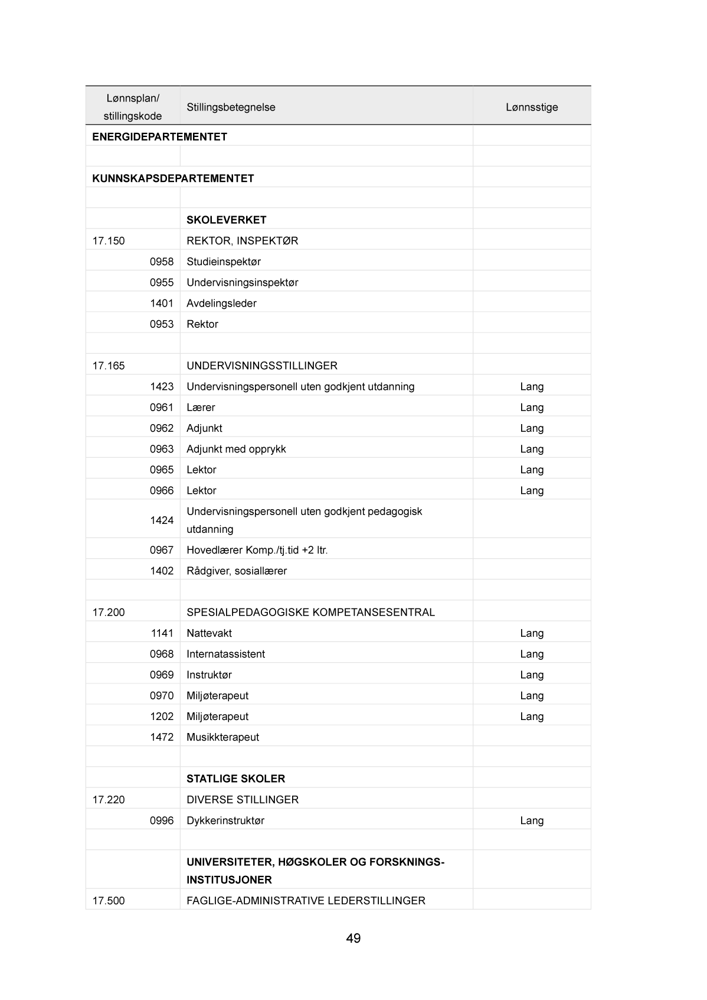 Lønnsplan/
stillingskode
Stillingsbetegnelse
Lønnsstige
ENERGIDEPARTEMENTET
KUNNSKAPSDEPARTEMENTET
SKOLEVERKET
17.150 REKTOR, INSPEKTØR
0958 Studieinspektør
0955 Undervisningsinspektør
1401 Avdelingsleder
0953 Rektor
17.165 UNDERVISNINGSSTILLINGER
1423 Undervisningspersonell uten godkjent utdanning Lang
0961 Lærer Lang
0962 Adjunkt Lang
0963 Adjunkt med opprykk Lang
0965 Lektor Lang
0966 Lektor Lang
1424 Undervisningspersonell uten godkjent pedagogisk
utdanning
0967 Hovedlærer Komp./tj.tid +2 ltr.
1402 Rådgiver, sosiallærer
17.200 SPESIALPEDAGOGISKE KOMPETANSESENTRAL
1141 Nattevakt Lang
0968 Internatassistent Lang
0969 Instruktør Lang
0970 Miljøterapeut Lang
1202 Miljøterapeut Lang
1472 Musikkterapeut
STATLIGE SKOLER
17.220 DIVERSE STILLINGER
0996 Dykkerinstruktør Lang
UNIVERSITETER, HØGSKOLER OG FORSKNINGS-
INSTITUSJONER
17.500 FAGLIGE-ADMINISTRATIVE LEDERSTILLINGER
49